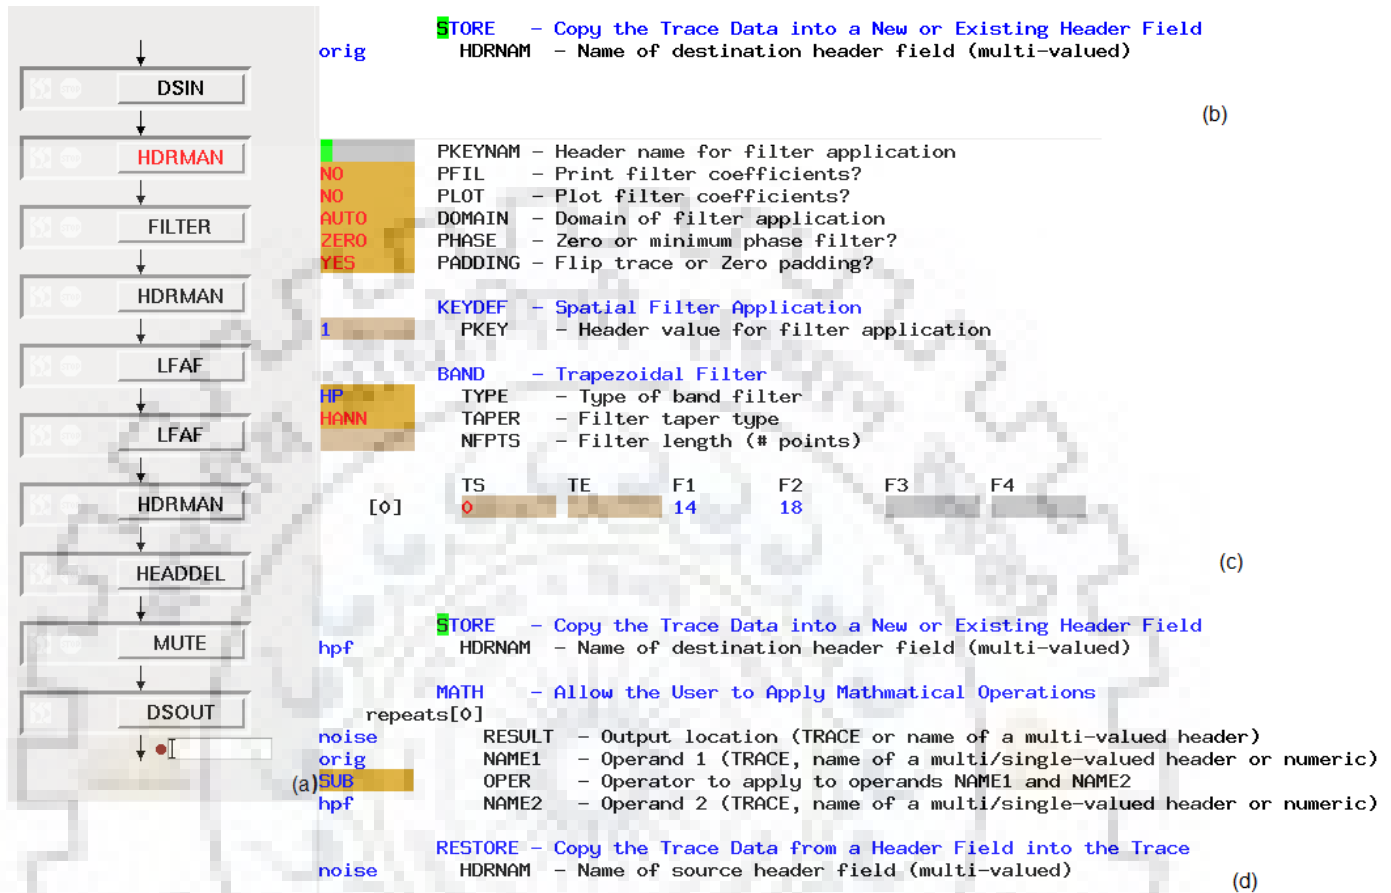 DSIN
HDRMAN
FILTER
HDRMAN
LFAF
LFAF
HDRMAN
HEADDEL
MUTE
DSOUT
(a)
STORE – Copy the Trace Data into a New or Existing Header Field
orig HDRNAM – Name of destination header field (multi-valued)
(b)
PKEYNAM – Header name for filter application
NO PFIL – Print filter coefficients?
NO PLOT – Plot filter coefficients?
AUTO DOMAIN – Domain of filter application
ZERO PHASE – Zero or minimum phase filter?
YES PADDING – Flip trace or Zero padding?
KEYDEF – Spatial Filter Application
1 PKEY – Header value for filter application
BAND – Trapezoidal Filter
HP TYPE – Type of band filter
HANN TAPER – Filter taper type
NFPTS – Filter length (# points)
TS TE F1 F2 F3 F4
[0] 0 14 18
(c)
STORE – Copy the Trace Data into a New or Existing Header Field
hpf HDRNAM – Name of destination header field (multi-valued)
MATH – Allow the User to Apply Mathmatical Operations
repeats[0]
noise RESULT – Output location (TRACE or name of a multi-valued header)
orig NAME1 – Operand 1 (TRACE, name of a multi/single-valued header or numeric)
SUB OPER – Operator to apply to operands NAME1 and NAME2
hpf NAME2 – Operand 2 (TRACE, name of a multi/single-valued header or numeric)
RESTORE – Copy the Trace Data from a Header Field into the Trace
noise HDRNAM – Name of source header field (multi-valued)
(d)